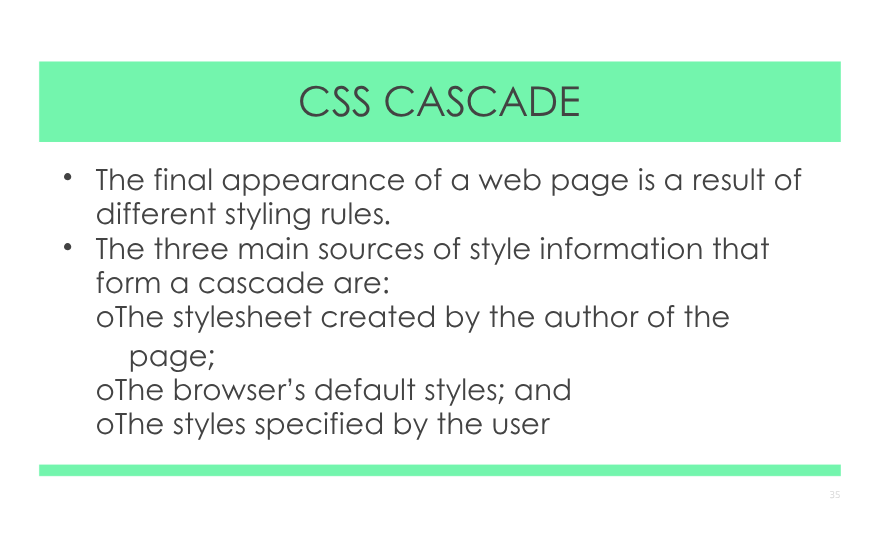 CSS CASCADE
• The final appearance of a web page is a result of
different styling rules.
• The three main sources of style information that
form a cascade are:
oThe stylesheet created by the author of the
page;
oThe browser’s default styles; and
oThe styles specified by the user
35